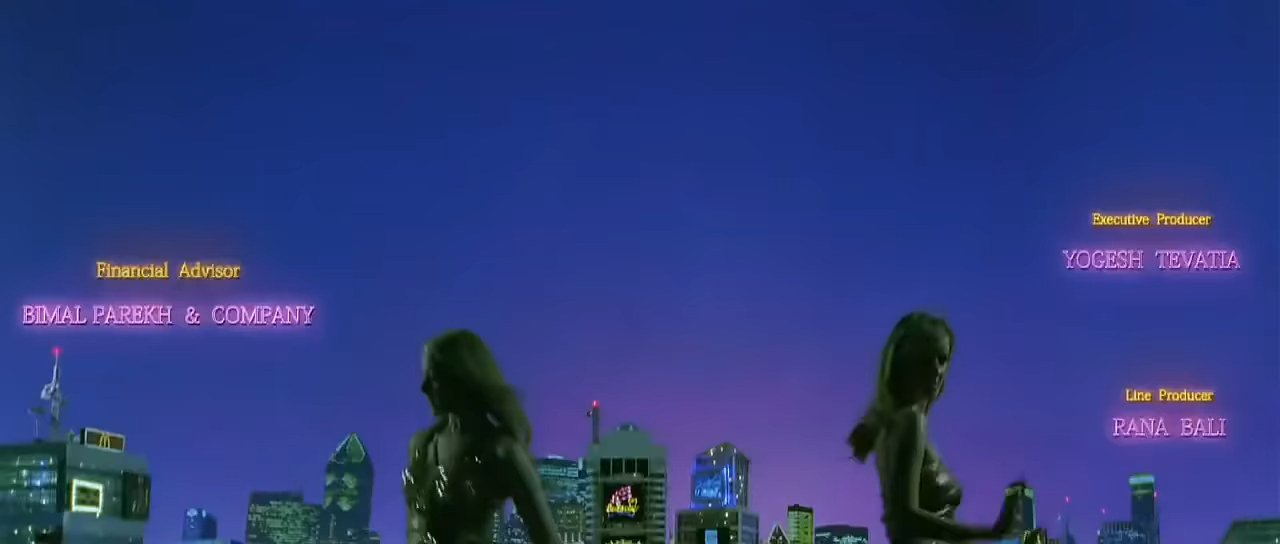 Financial Advisor
BIMAL PAREKH & COMPANY
Executive Producer
YOGESH TEVATIA
Line Producer
RANA BALI